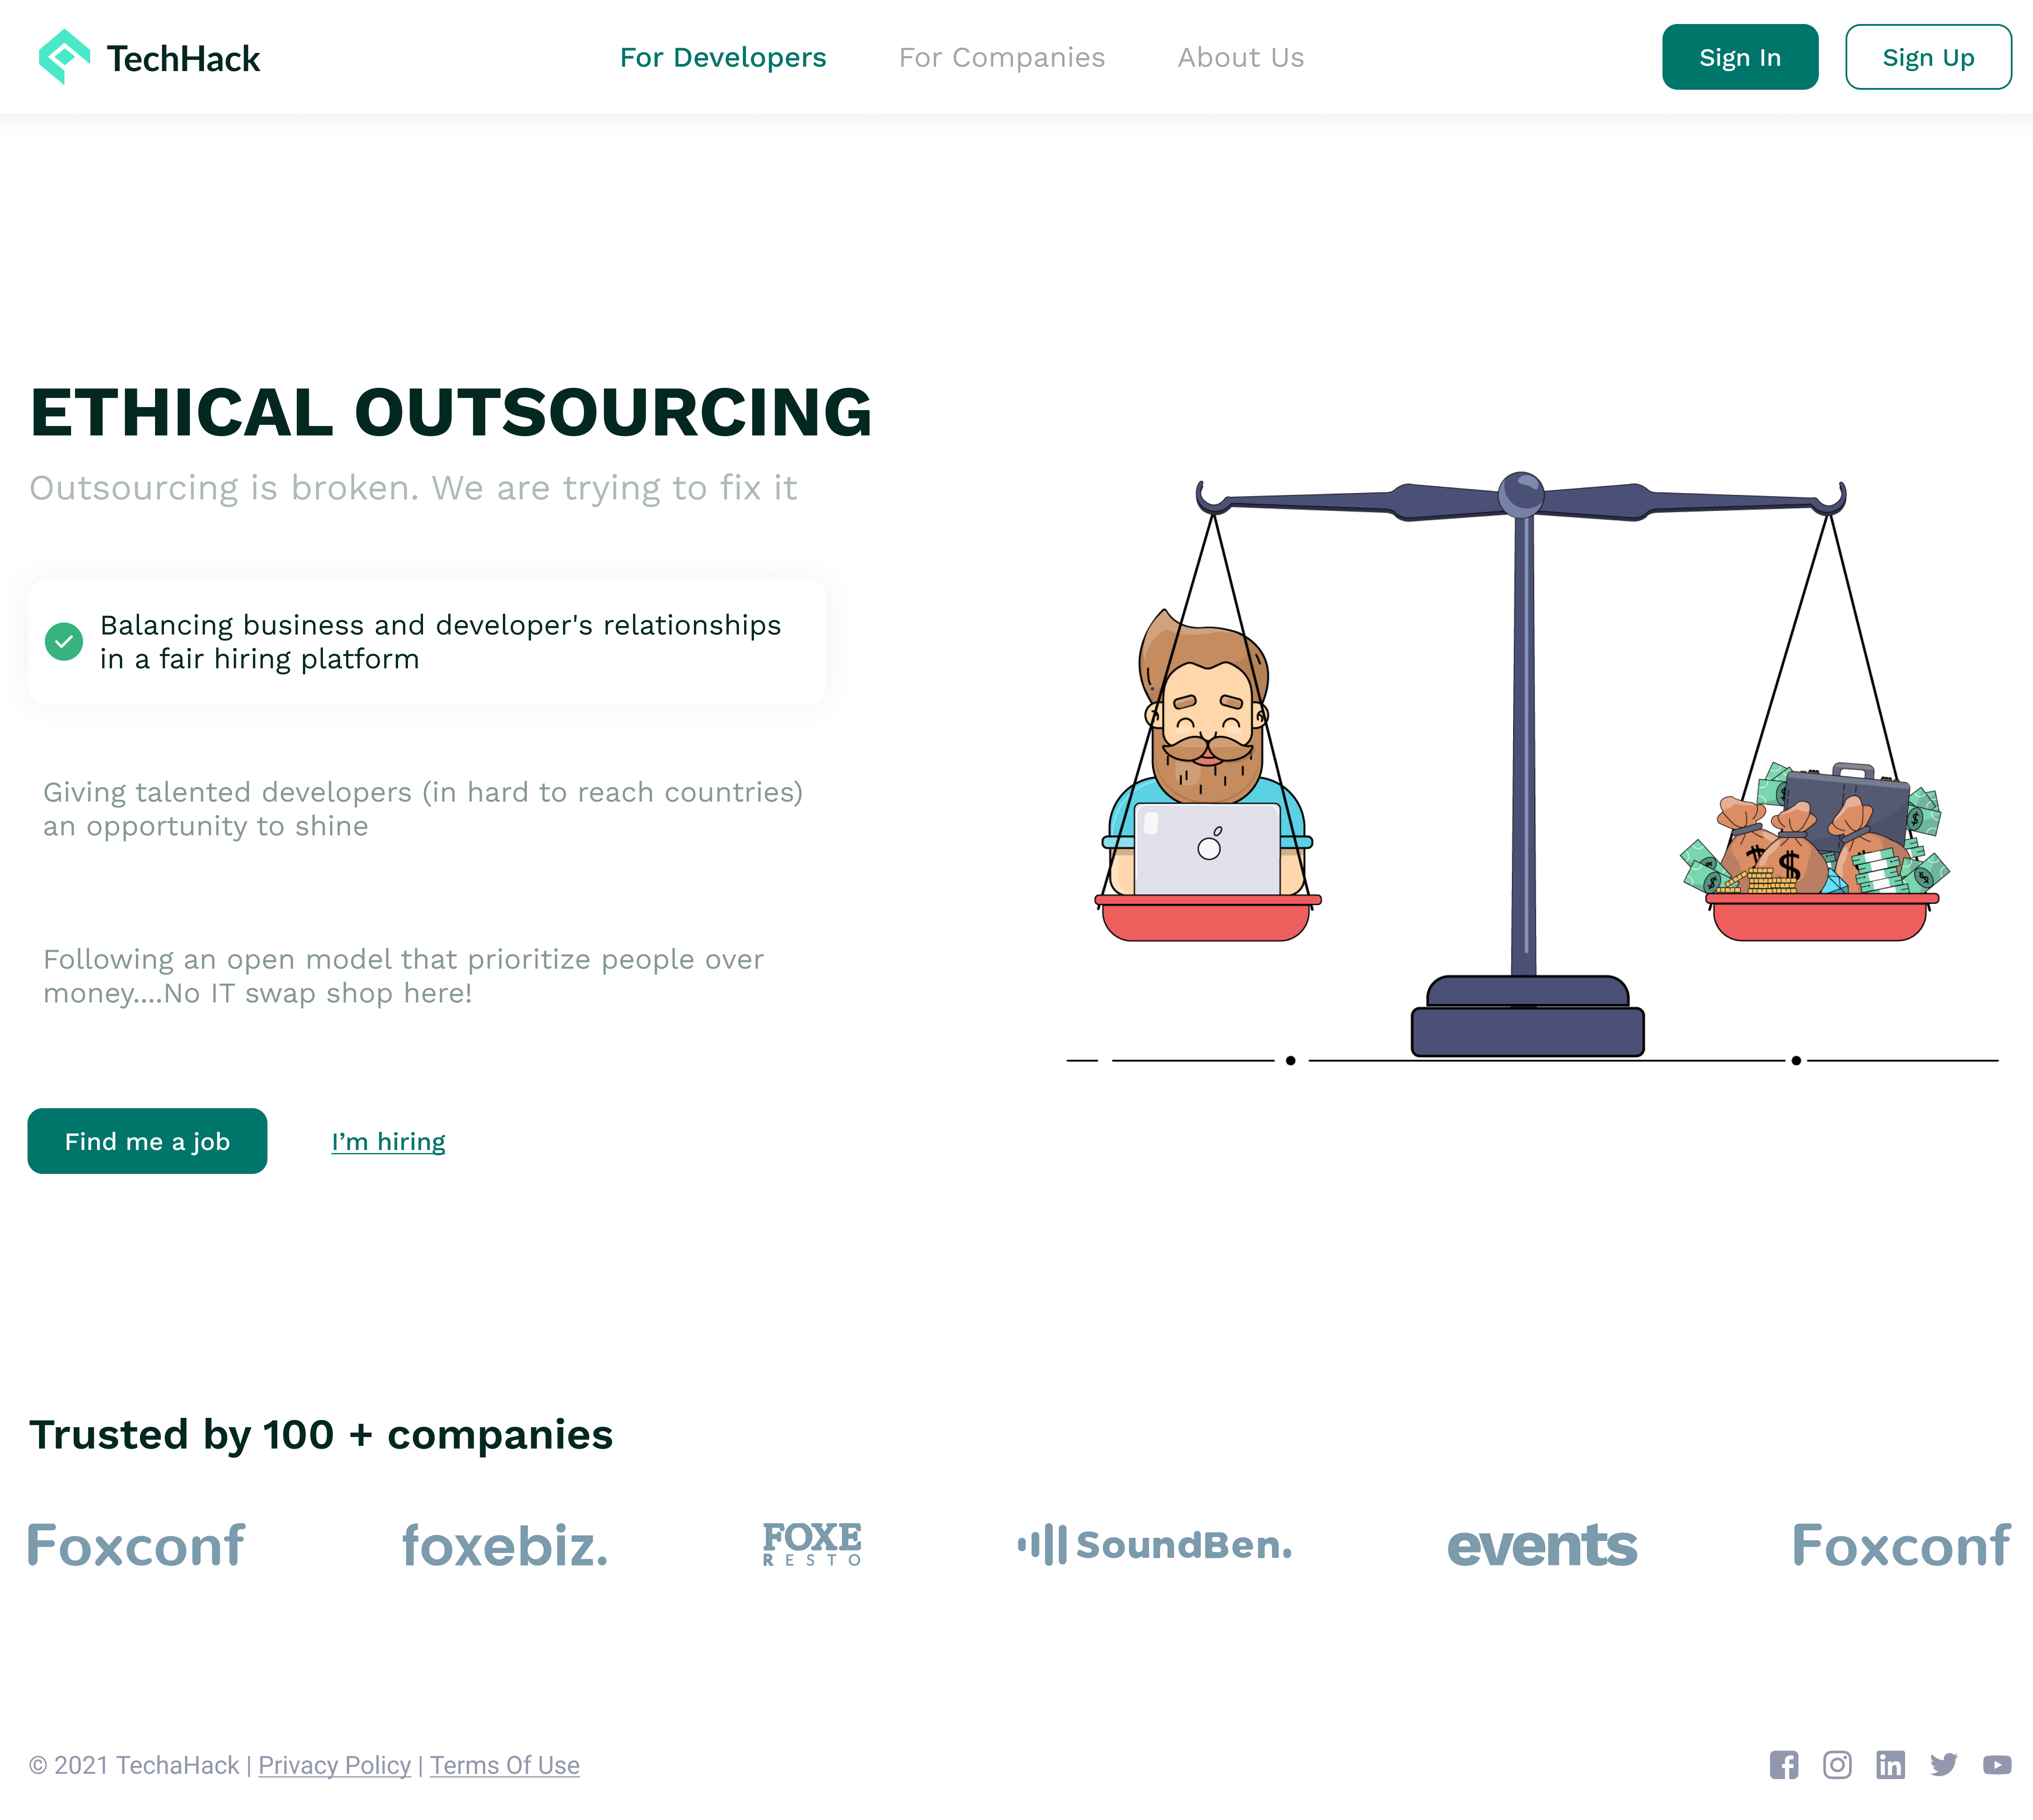 TechHack
For Developers
For Companies
About Us
Sign In
Sign Up
ETHICAL OUTSOURCING
Outsourcing is broken. We are trying to fix it
Balancing business and developer's relationships
in a fair hiring platform
Giving talented developers (in hard to reach countries)
an opportunity to shine
Following an open model that prioritize people over
money....No IT swap shop here!
$
$
$
$
$
Find me a job
I’m hiring
Trusted by 100 + companies
Foxconf
foxebiz.
FOXE
RESTO
SoundBen.
events
Foxconf
© 2021 TechaHack | Privacy Policy | Terms Of Use